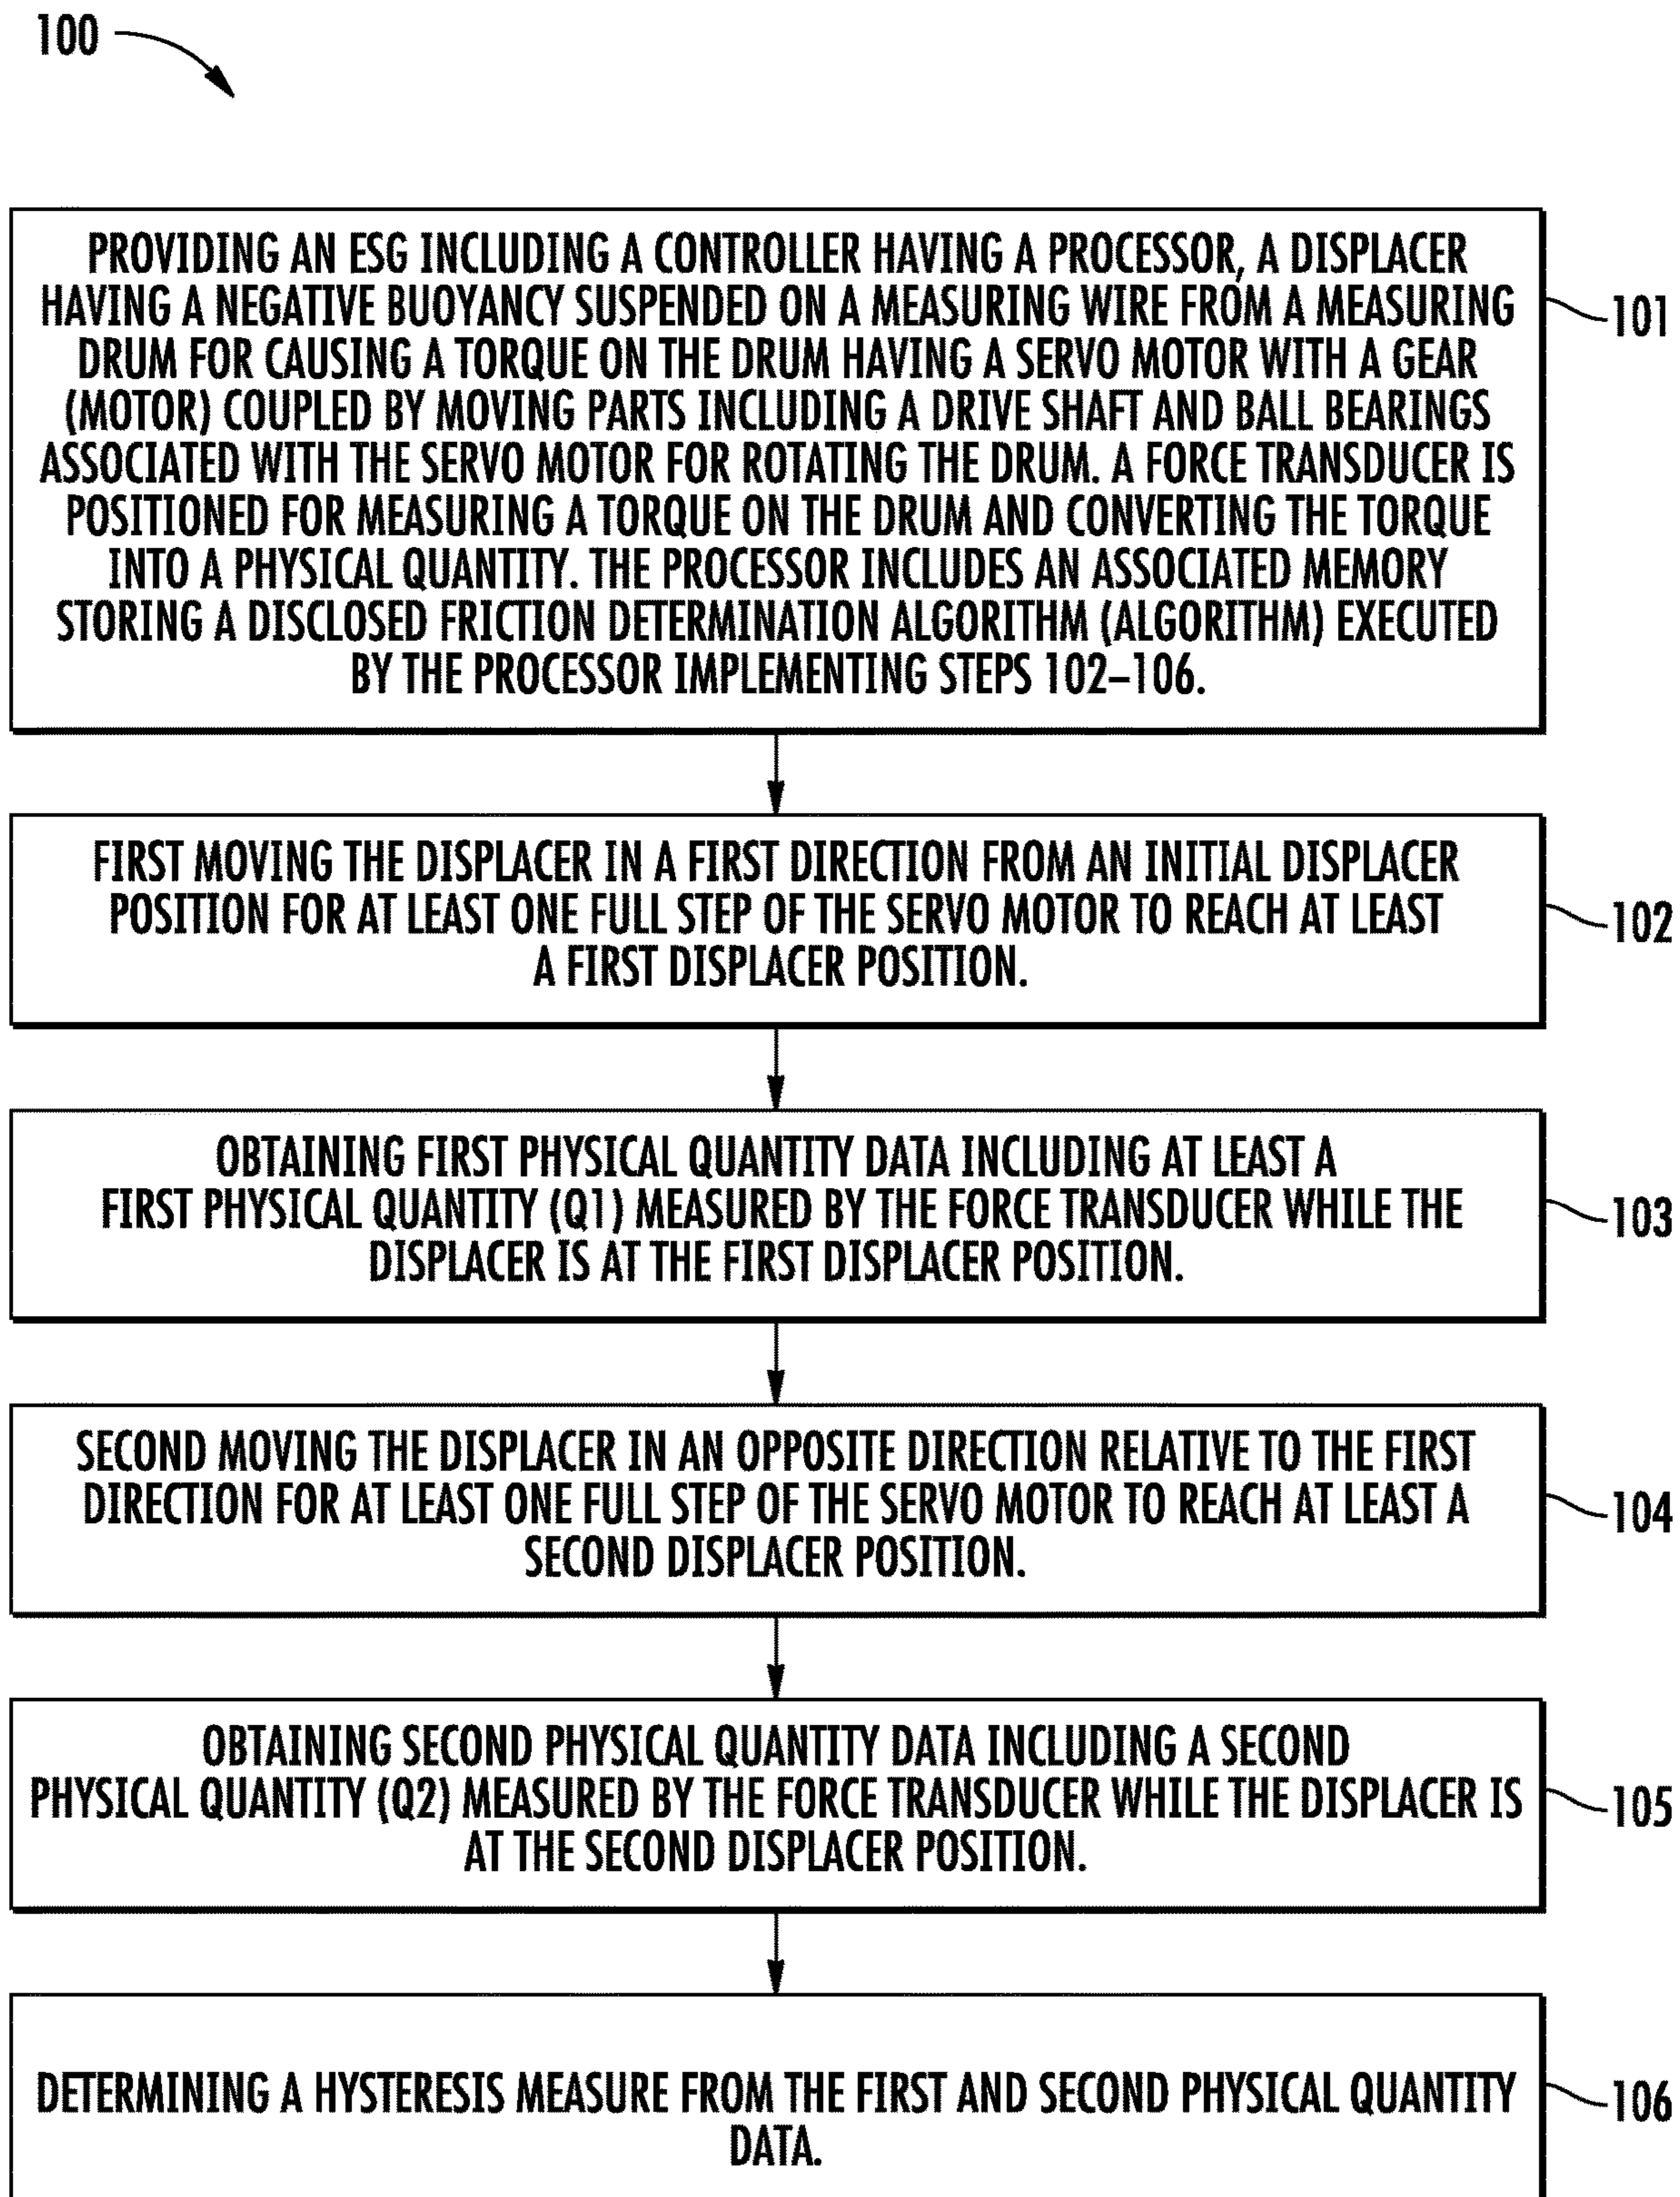 100
PROVIDING AN ESG INCLUDING A CONTROLLER HAVING A PROCESSOR, A DISPLACER
HAVING A NEGATIVE BUOYANCY SUSPENDED ON A MEASURING WIRE FROM A MEASURING
DRUM FOR CAUSING A TORQUE ON THE DRUM HAVING A SERVO MOTOR WITH A GEAR
(MOTOR) COUPLED BY MOVING PARTS INCLUDING A DRIVE SHAFT AND BALL BEARINGS
ASSOCIATED WITH THE SERVO MOTOR FOR ROTATING THE DRUM. A FORCE TRANSDUCER IS
POSITIONED FOR MEASURING A TORQUE ON THE DRUM AND CONVERTING THE TORQUE
INTO A PHYSICAL QUANTITY. THE PROCESSOR INCLUDES AN ASSOCIATED MEMORY
STORING A DISCLOSED FRICTION DETERMINATION ALGORITHM (ALGORITHM) EXECUTED
BY THE PROCESSOR IMPLEMENTING STEPS 102–106.
101
FIRST MOVING THE DISPLACER IN A FIRST DIRECTION FROM AN INITIAL DISPLACER
POSITION FOR AT LEAST ONE FULL STEP OF THE SERVO MOTOR TO REACH AT LEAST
A FIRST DISPLACER POSITION.
102
OBTAINING FIRST PHYSICAL QUANTITY DATA INCLUDING AT LEAST A
FIRST PHYSICAL QUANTITY (Q1) MEASURED BY THE FORCE TRANSDUCER WHILE THE
DISPLACER IS AT THE FIRST DISPLACER POSITION.
103
SECOND MOVING THE DISPLACER IN AN OPPOSITE DIRECTION RELATIVE TO THE FIRST
DIRECTION FOR AT LEAST ONE FULL STEP OF THE SERVO MOTOR TO REACH AT LEAST A
SECOND DISPLACER POSITION.
104
OBTAINING SECOND PHYSICAL QUANTITY DATA INCLUDING A SECOND
PHYSICAL QUANTITY (Q2) MEASURED BY THE FORCE TRANSDUCER WHILE THE DISPLACER IS
AT THE SECOND DISPLACER POSITION.
105
DETERMINING A HYSTERESIS MEASURE FROM THE FIRST AND SECOND PHYSICAL QUANTITY
DATA.
106